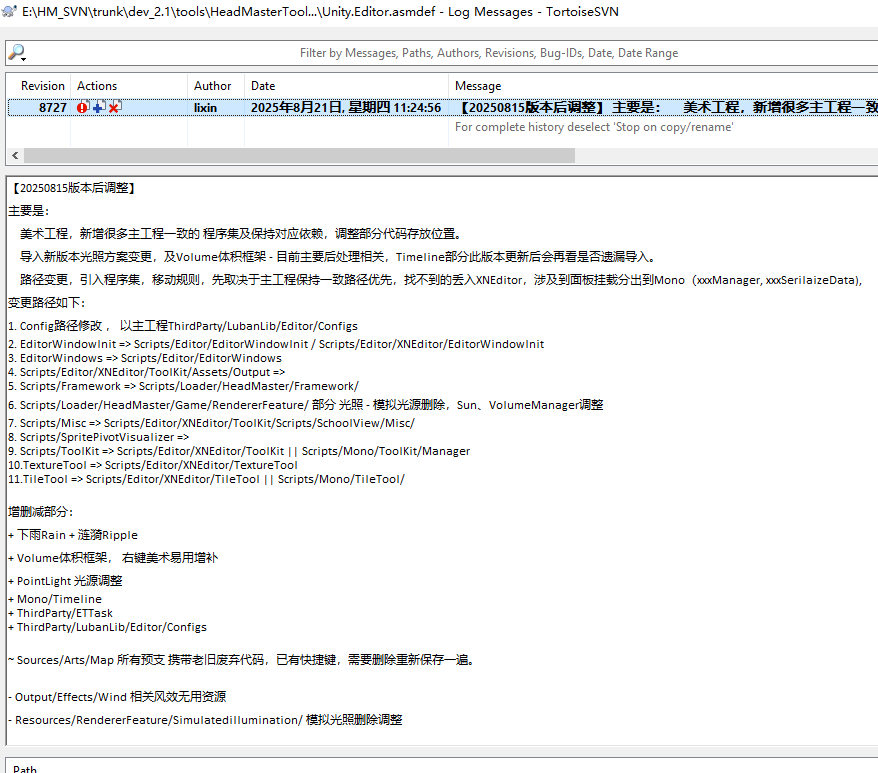 E:\HM_SVN\trunk\dev_2.1\tools\HeadMasterTool...\Unity.Editor.asmdef - Log Messages - TortoiseSVN
Filter by Messages, Paths, Authors, Revisions, Bug-IDs, Date, Date Range
Revision Actions Author Date Message
8727 lixin 2025年8月21日, 星期四 11:24:56 【20250815版本后调整】 主要是： 美术工程，新增很多主工程一致
For complete history deselect 'Stop on copy/rename'
【20250815版本后调整】
主要是：
美术工程，新增很多主工程一致的 程序集及保持对应依赖，调整部分代码存放位置。
导入新版本光照方案变更，及Volume体积框架 - 目前主要后处理相关，Timeline部分此版本更新后会再看是否遗漏导入。
路径变更，引入程序集，移动规则，先取决于主工程保持一致路径优先，找不到的丢入XNEditor，涉及到面板挂载分出到Mono（xxxManager, xxxSerilaizeData),
变更路径如下：
1. Config路径修改 ， 以主工程ThirdParty/LubanLib/Editor/Configs
2. EditorWindowInit => Scripts/Editor/EditorWindowInit / Scripts/Editor/XNEditor/EditorWindowInit
3. EditorWindows => Scripts/Editor/EditorWindows
4. Scripts/Editor/XNEditor/ToolKit/Assets/Output =>
5. Scripts/Framework => Scripts/Loader/HeadMaster/Framework/
6. Scripts/Loader/HeadMaster/Game/RendererFeature/ 部分 光照 - 模拟光源删除，Sun、VolumeManager调整
7. Scripts/Misc => Scripts/Editor/XNEditor/ToolKit/Scripts/SchoolView/Misc/
8. Scripts/SpritePivotVisualizer =>
9. Scripts/ToolKit => Scripts/Editor/XNEditor/ToolKit || Scripts/Mono/ToolKit/Manager
10.TextureTool => Scripts/Editor/XNEditor/TextureTool
11.TileTool => Scripts/Editor/XNEditor/TileTool || Scripts/Mono/TileTool/
增删减部分：
+ 下雨Rain + 涟漪Ripple
+ Volume体积框架， 右键美术易用增补
+ PointLight 光源调整
+ Mono/Timeline
+ ThirdParty/ETTask
+ ThirdParty/LubanLib/Editor/Configs
~ Sources/Arts/Map 所有预支 携带老旧废弃代码，已有快捷键，需要删除重新保存一遍。
- Output/Effects/Wind 相关风效无用资源
- Resources/RendererFeature/SimulatedIllumination/ 模拟光照删除调整
Path